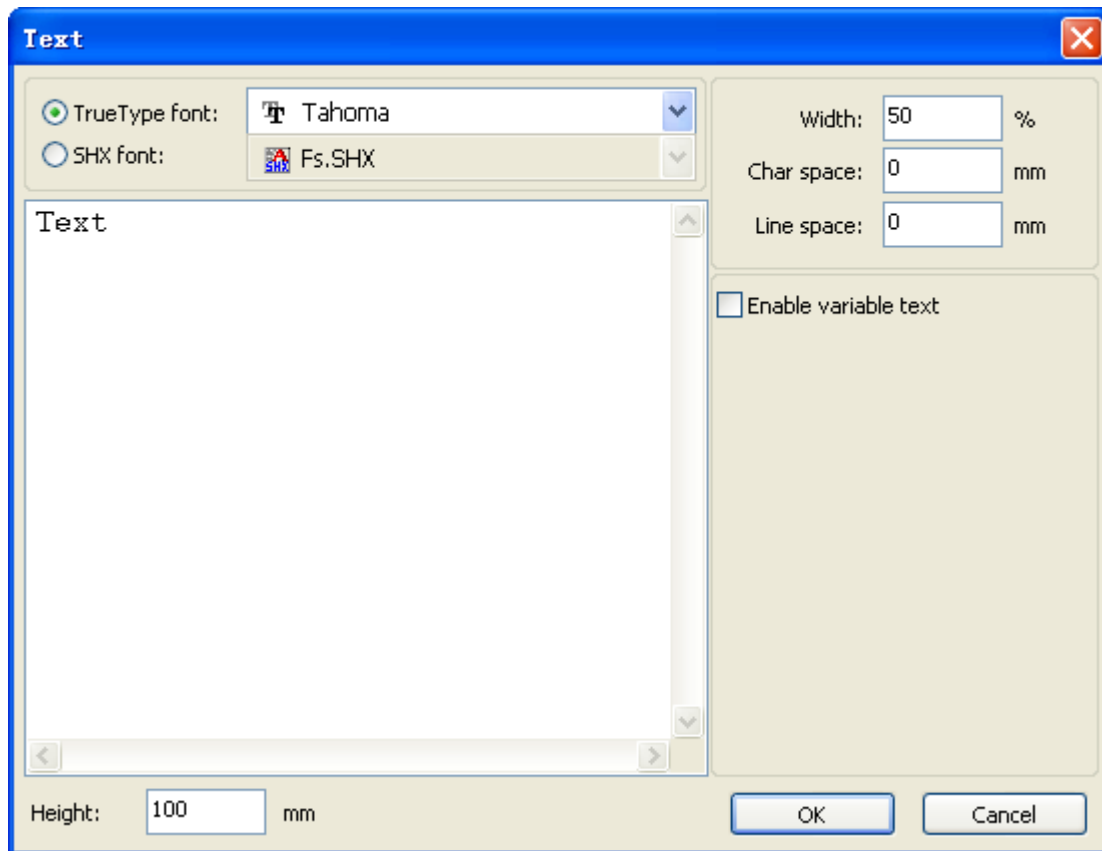 Text
TrueType font: Tahoma
SHX font: Fs.SHX
Width: 50 %
Char space: 0 mm
Line space: 0 mm
Text
Enable variable text
Height: 100 mm
OK Cancel